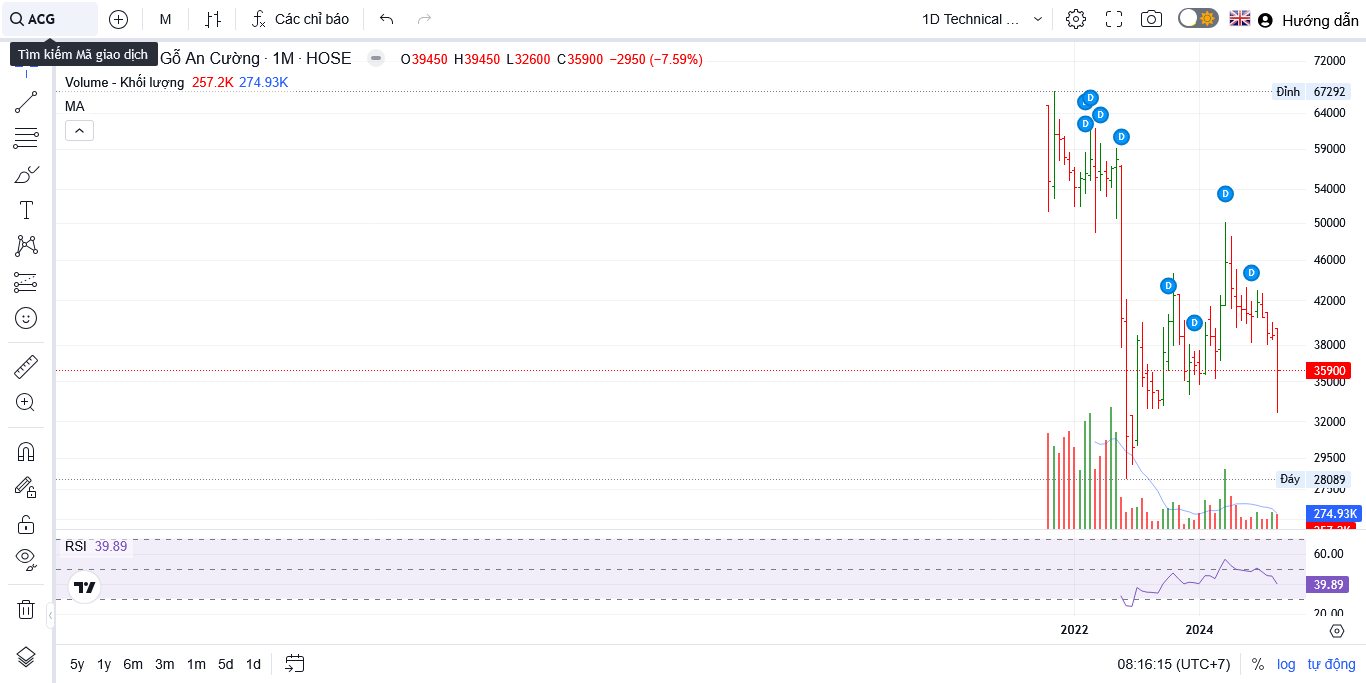 ACG
M
Các chỉ báo
1D Technical ...
Hướng dẫn
Tìm kiếm Mã giao dịch
Gỗ An Cường · 1M · HOSE
O39450 H39450 L32600 C35900 −2950 (−7.59%)
Volume - Khối lượng 257.2K 274.93K
MA
72000
Đỉnh 67292
64000
59000
54000
50000
46000
42000
38000
35900
35000
32000
29500
Đáy 28089
27500
274.93K
257.2K
D
D
D
D
D
D
D
D
RSI 39.89
60.00
39.89
20.00
2022
2024
5y 1y 6m 3m 1m 5d 1d
08:16:15 (UTC+7)
% log tự động